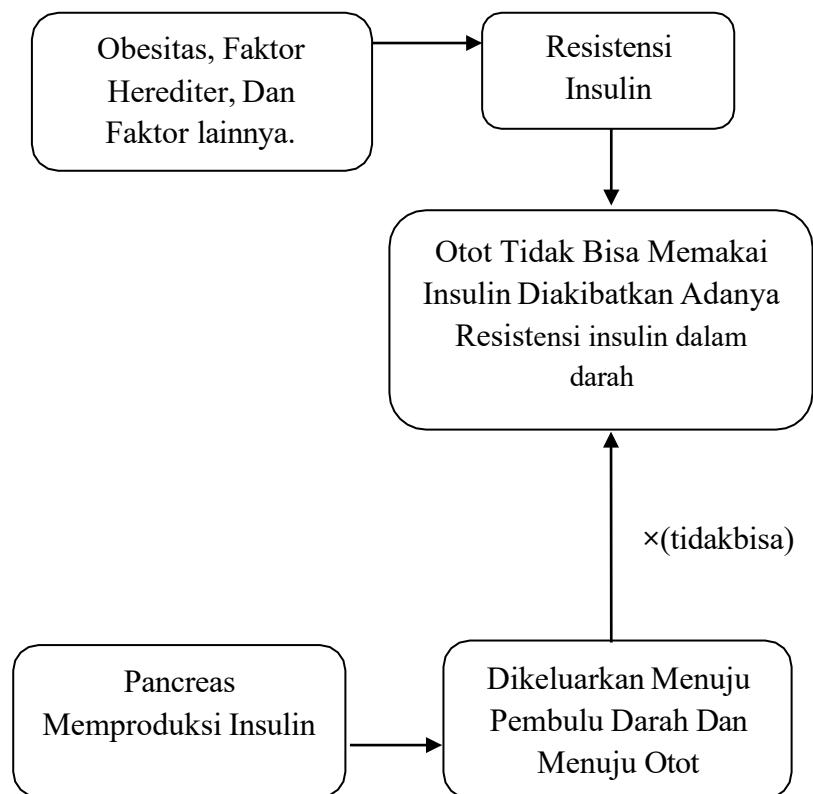 Obesitas, Faktor
Herediter, Dan
Faktor lainnya.
Resistensi
Insulin
Otot Tidak Bisa Memakai
Insulin Diakibatkan Adanya
Resistensi insulin dalam
darah
×(tidakbisa)
Pancreas
Memproduksi Insulin
Dikeluarkan Menuju
Pembulu Darah Dan
Menuju Otot